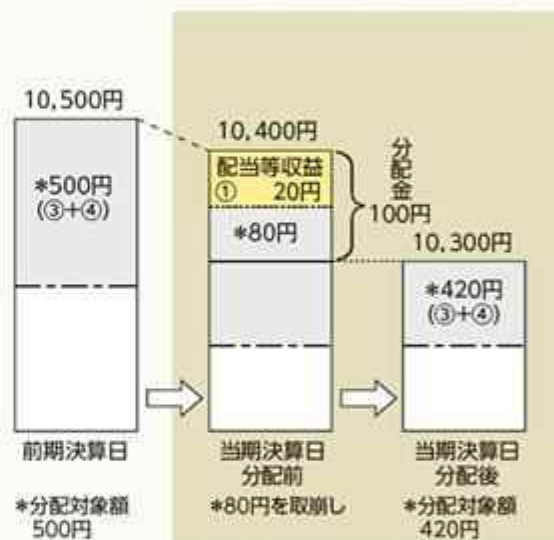 10,500円
*500円
(③+④)
前期決算日
*分配対象額
500円
10,400円
配当等収益
① 20円
*80円
分配金
100円
当期決算日
分配前
*80円を取崩し
10,300円
*420円
(③+④)
当期決算日
分配後
*分配対象額
420円